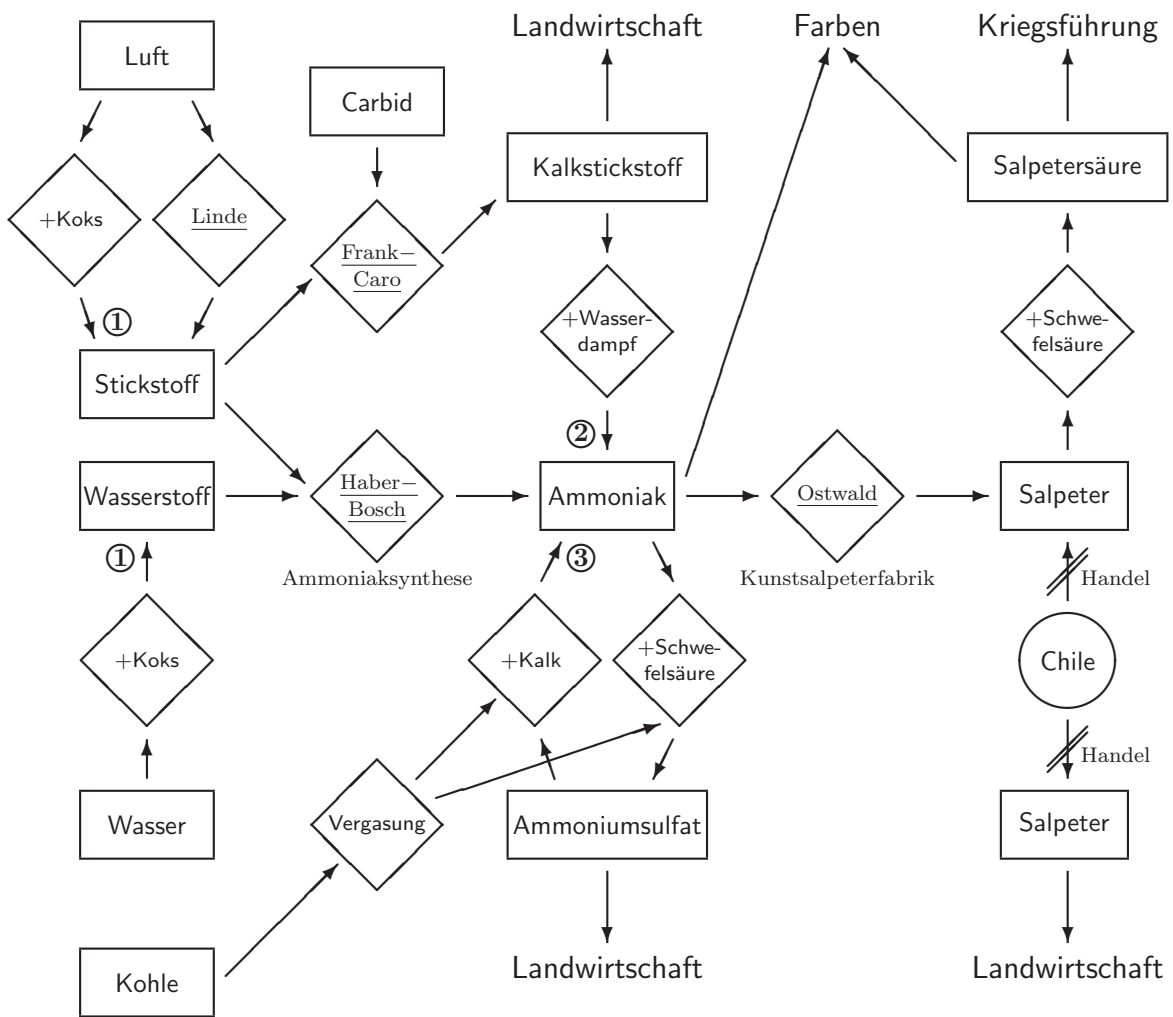 Landwirtschaft
Farben
Kriegsführung
Luft
Carbid
Kalkstickstoff
Salpetersäure
+Koks
Linde
Frank–
Caro
+Wasser-
dampf
+Schwe-
felsäure
①
Stickstoff
②
Wasserstoff
Haber–
Bosch
Ammoniak
Ostwald
Salpeter
①
③
Ammoniaksynthese
Kunstsalpeterfabrik
Handel
+Koks
+Kalk
+Schwe-
felsäure
Chile
Handel
Wasser
Vergasung
Ammoniumsulfat
Salpeter
Kohle
Landwirtschaft
Landwirtschaft